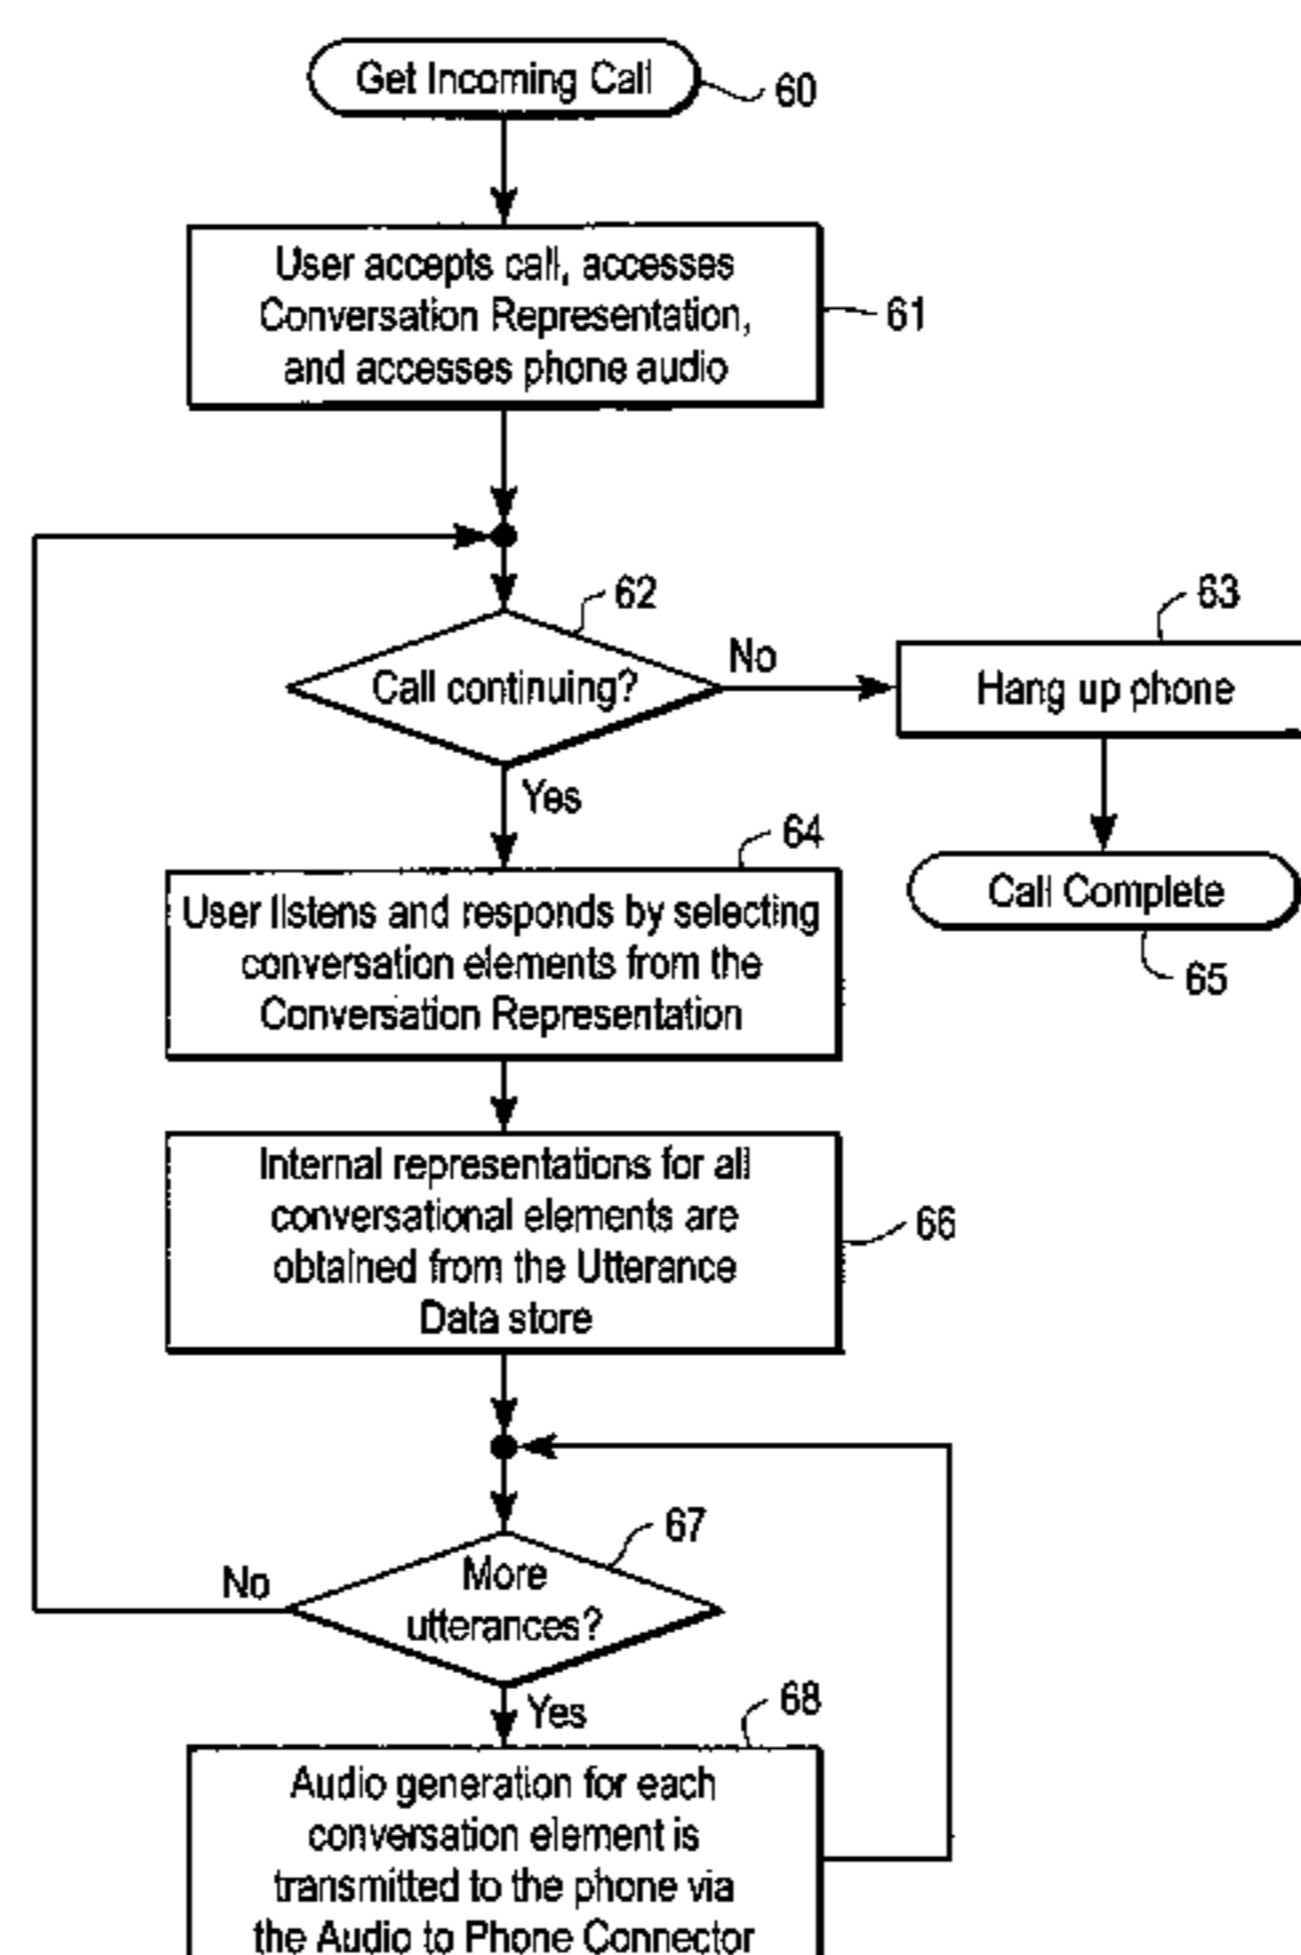 Get Incoming Call
60
User accepts call, accesses
Conversation Representation,
and accesses phone audio
61
62
Call continuing?
No
63
Hang up phone
Yes
Call Complete
65
64
User listens and responds by selecting
conversation elements from the
Conversation Representation
Internal representations for all
conversational elements are
obtained from the Utterance
Data store
66
67
More
utterances?
No
Yes
68
Audio generation for each
conversation element is
transmitted to the phone via
the Audio to Phone Connector